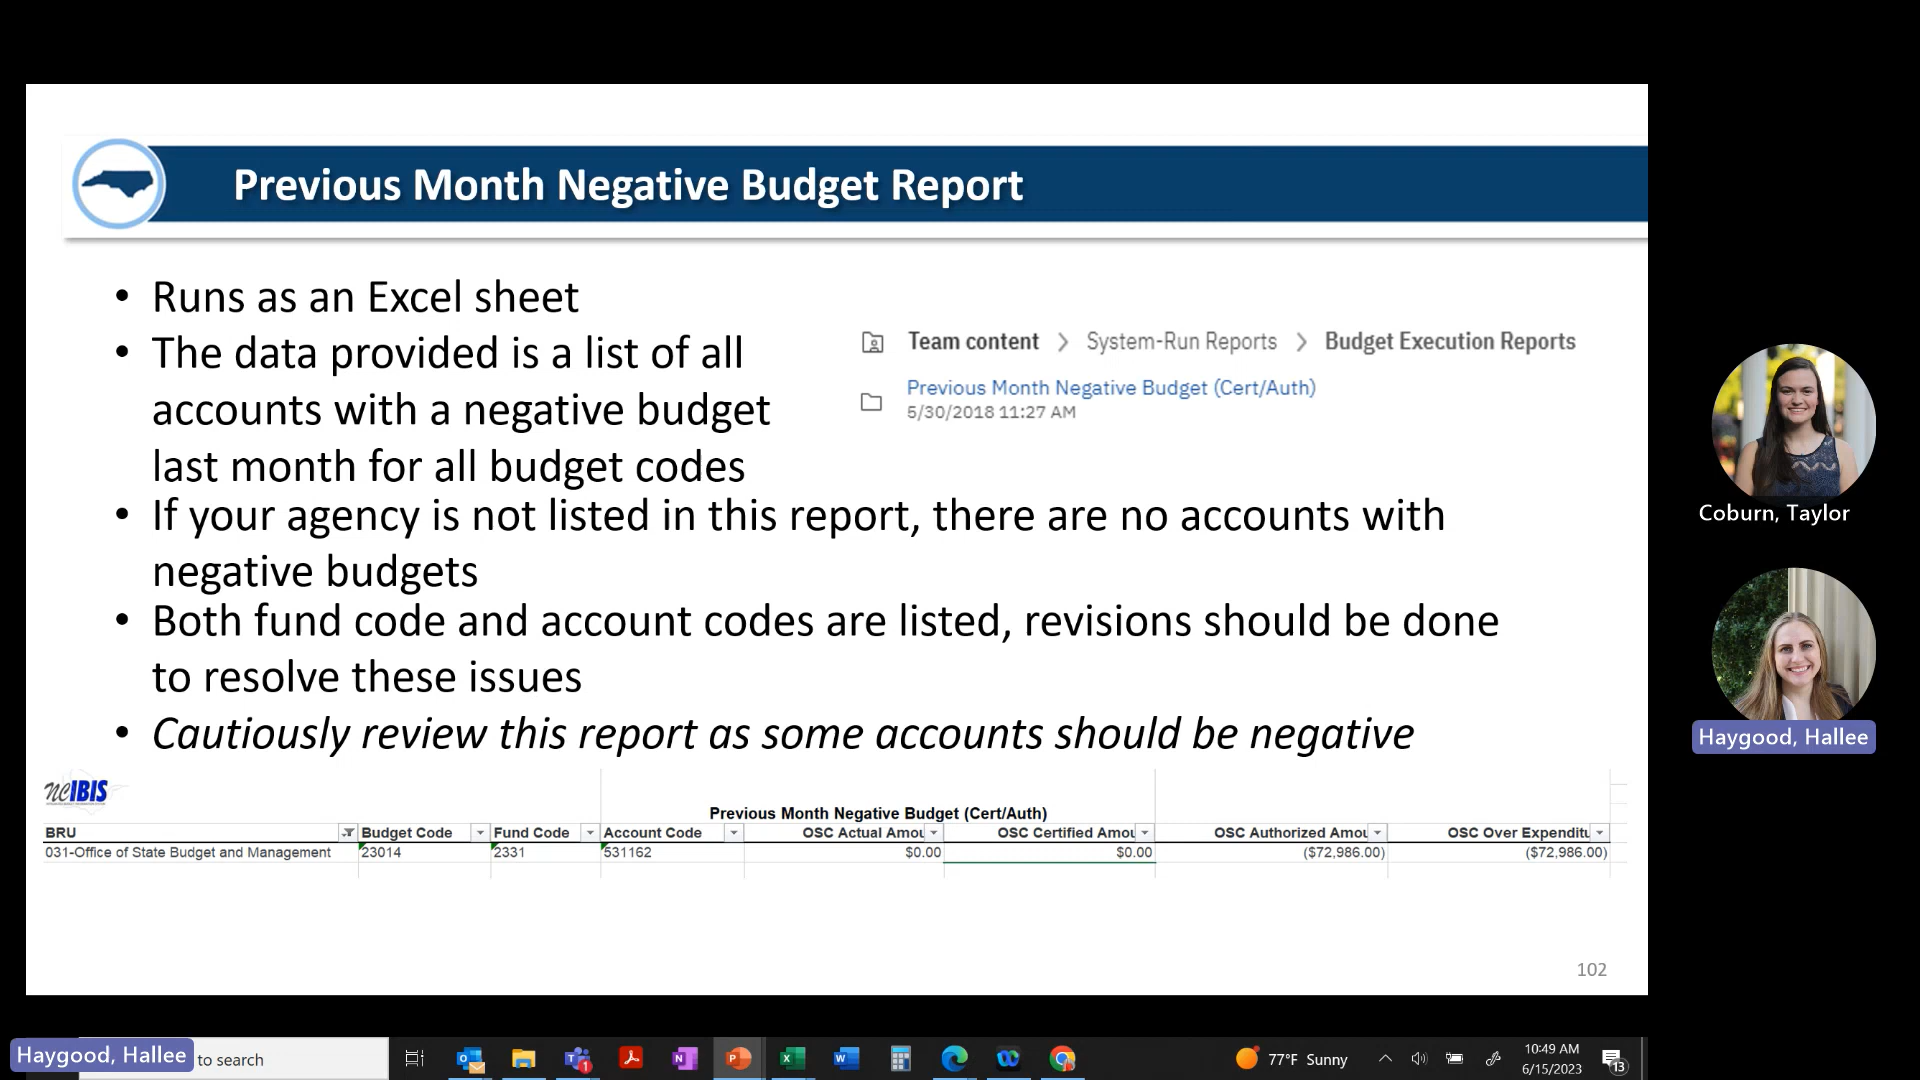 Previous Month Negative Budget Report
• Runs as an Excel sheet
• The data provided is a list of all
accounts with a negative budget
last month for all budget codes
Team content > System-Run Reports > Budget Execution Reports
Previous Month Negative Budget (Cert/Auth)
5/30/2018 11:27 AM
• If your agency is not listed in this report, there are no accounts with
negative budgets
• Both fund code and account codes are listed, revisions should be done
to resolve these issues
• Cautiously review this report as some accounts should be negative
NCIBIS
Previous Month Negative Budget (Cert/Auth)
BRU Budget Code Fund Code Account Code OSC Actual Amou OSC Certified Amou OSC Authorized Amou OSC Over Expenditu
031-Office of State Budget and Management 23014 2331 531162 $0.00 $0.00 ($72,986.00) ($72,986.00)
102
Coburn, Taylor
Haygood, Hallee
Haygood, Hallee
to search
77°F Sunny
10:49 AM
6/15/2023
13
1